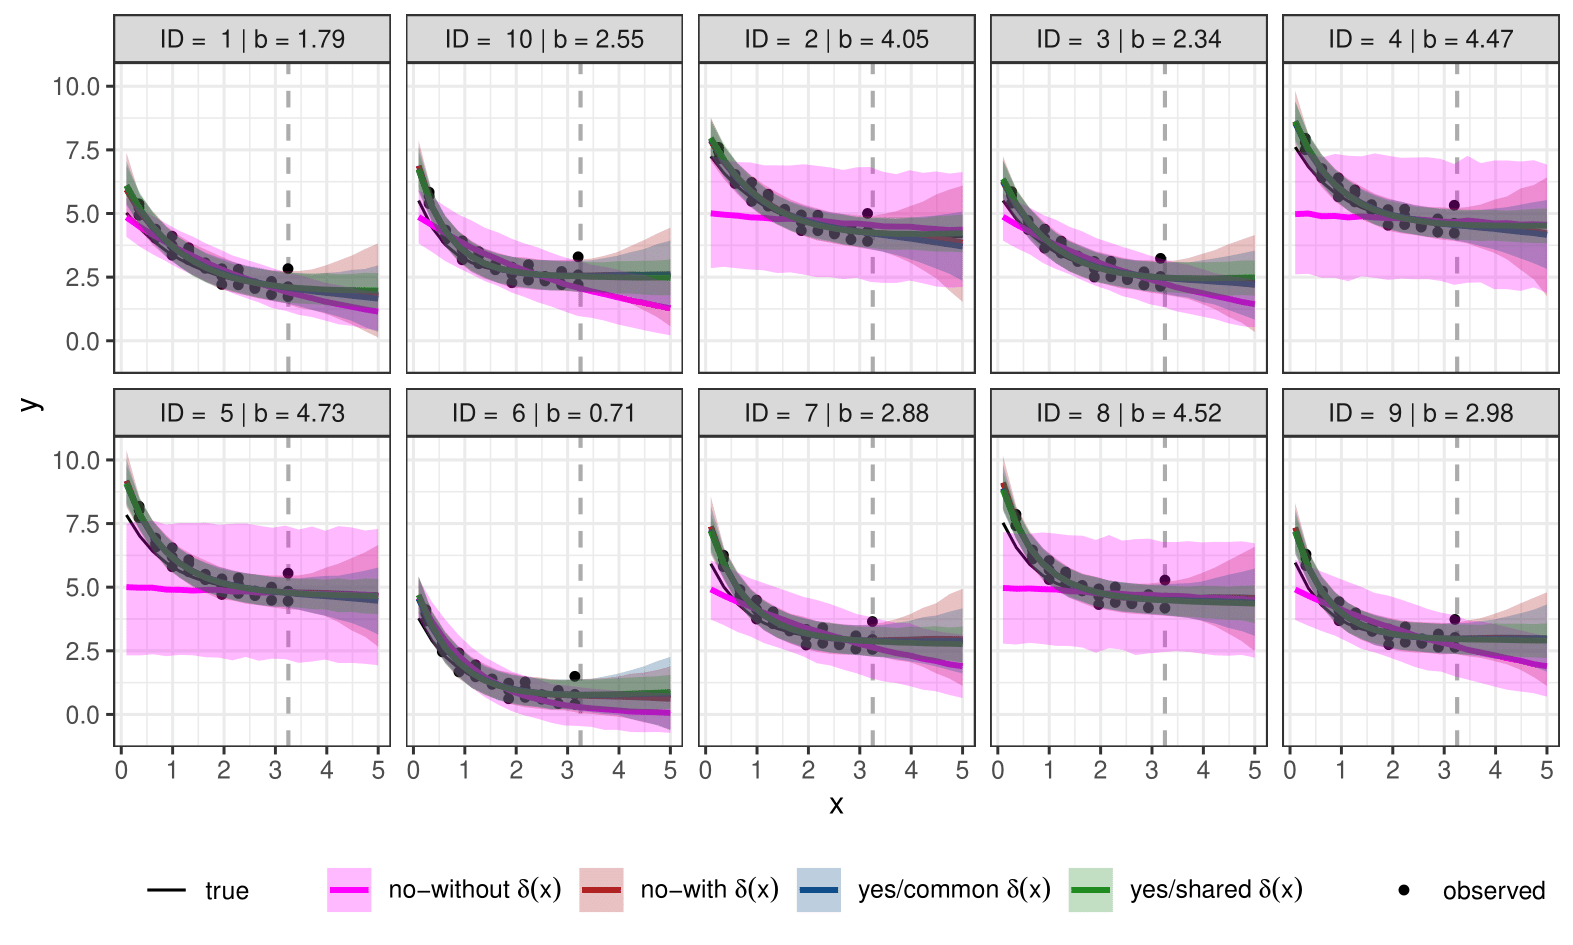 ID = 1 | b = 1.79
ID = 10 | b = 2.55
ID = 2 | b = 4.05
ID = 3 | b = 2.34
ID = 4 | b = 4.47
10.0
7.5
5.0
2.5
0.0
y
ID = 5 | b = 4.73
ID = 6 | b = 0.71
ID = 7 | b = 2.88
ID = 8 | b = 4.52
ID = 9 | b = 2.98
10.0
7.5
5.0
2.5
0.0
0 1 2 3 4 5
0 1 2 3 4 5
0 1 2 3 4 5
0 1 2 3 4 5
0 1 2 3 4 5
x
true no−without δ(x) no−with δ(x) yes/common δ(x) yes/shared δ(x) observed